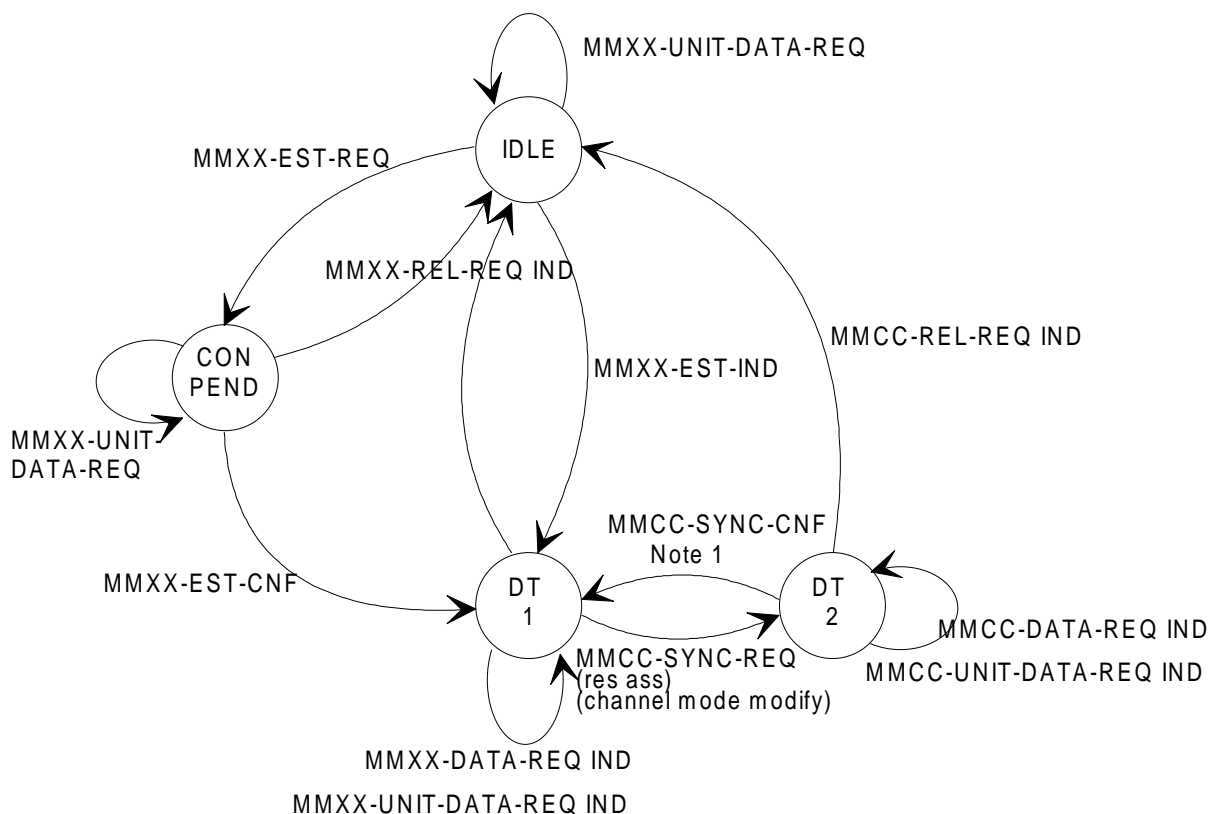 MMXX-UNIT-DATA-REQ
IDLE
MMXX-EST-REQ
MMXX-REL-REQ IND
MMCC-REL-REQ IND
CON
PEND
MMXX-EST-IND
MMXX-UNIT-
DATA-REQ
MMCC-SYNC-CNF
Note 1
MMXX-EST-CNF
DT
1
DT
2
MMCC-DATA-REQ IND
MMCC-UNIT-DATA-REQ IND
MMCC-SYNC-REQ
(res ass)
(channel mode modify)
MMXX-DATA-REQ IND
MMXX-UNIT-DATA-REQ IND